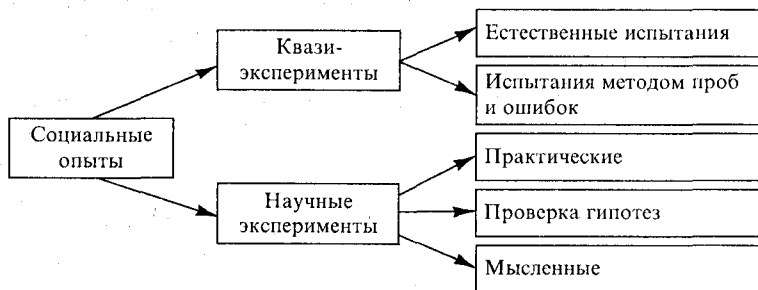 Социальные
опыты
Квази-
эксперименты
Естественные испытания
Испытания методом проб
и ошибок
Научные
эксперименты
Практические
Проверка гипотез
Мысленные